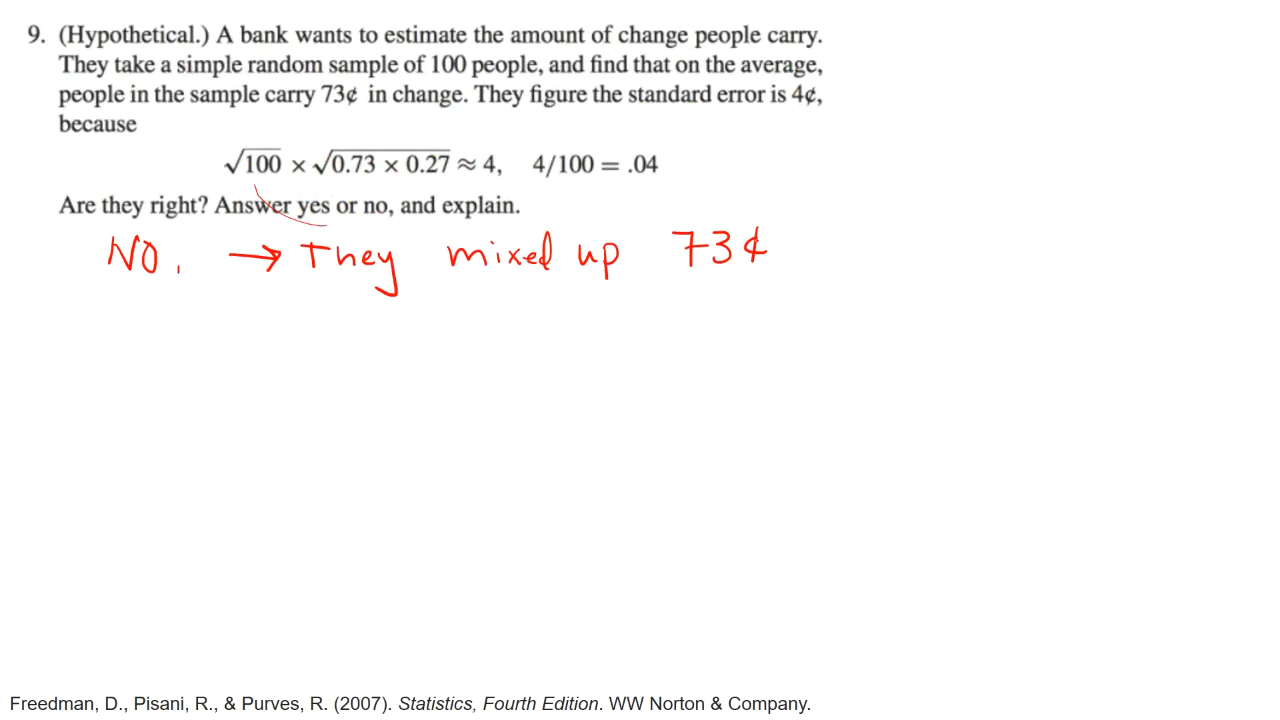 9. (Hypothetical.) A bank wants to estimate the amount of change people carry.
They take a simple random sample of 100 people, and find that on the average,
people in the sample carry 73¢ in change. They figure the standard error is 4¢,
because
√100 × √0.73 × 0.27 ≈ 4, 4/100 = .04
Are they right? Answer yes or no, and explain.
NO. → They mixed up 73¢
Freedman, D., Pisani, R., & Purves, R. (2007). Statistics, Fourth Edition. WW Norton & Company.